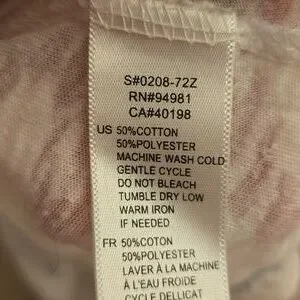 S#0208-72Z
RN#94981
CA#40198
US 50%COTTON
50%POLYESTER
MACHINE WASH COLD
GENTLE CYCLE
DO NOT BLEACH
TUMBLE DRY LOW
WARM IRON
IF NEEDED
FR 50%COTON
50%POLYESTER
LAVER À LA MACHINE
À L'EAU FROIDE
CYCLE DELICAT